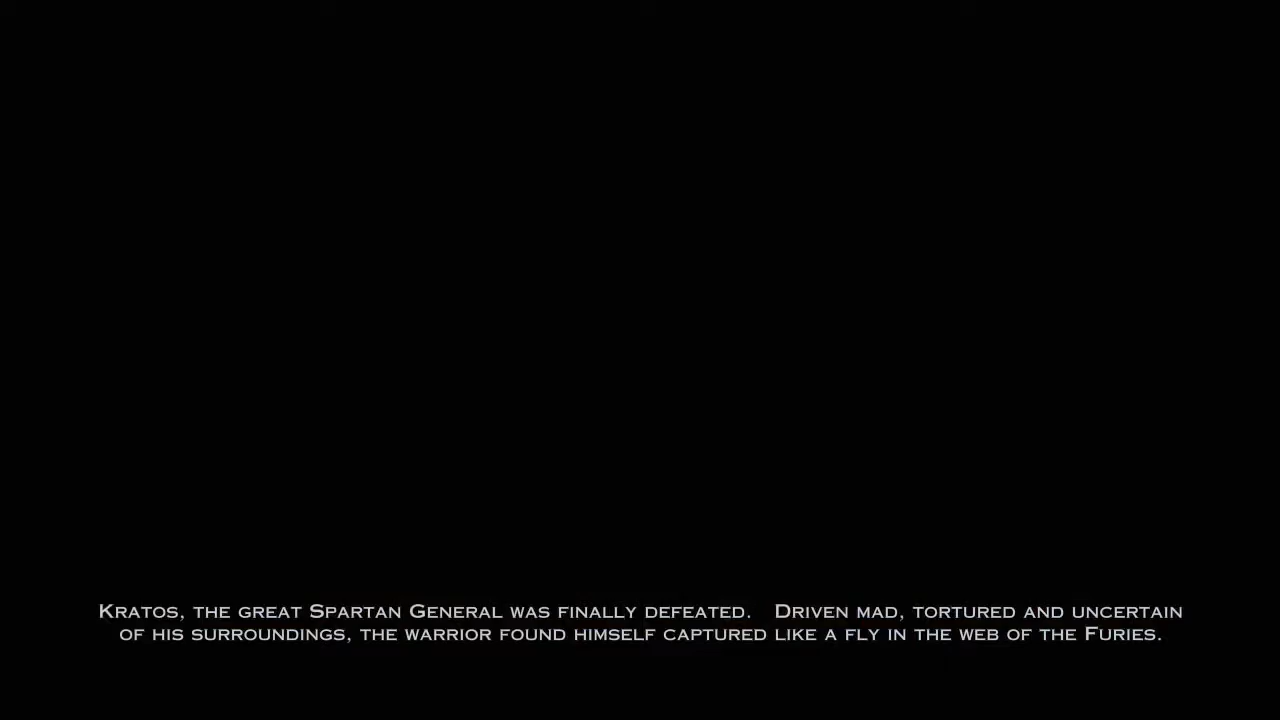 Kratos, the great Spartan General was finally defeated.   Driven mad, tortured and uncertain
of his surroundings, the warrior found himself captured like a fly in the web of the Furies.